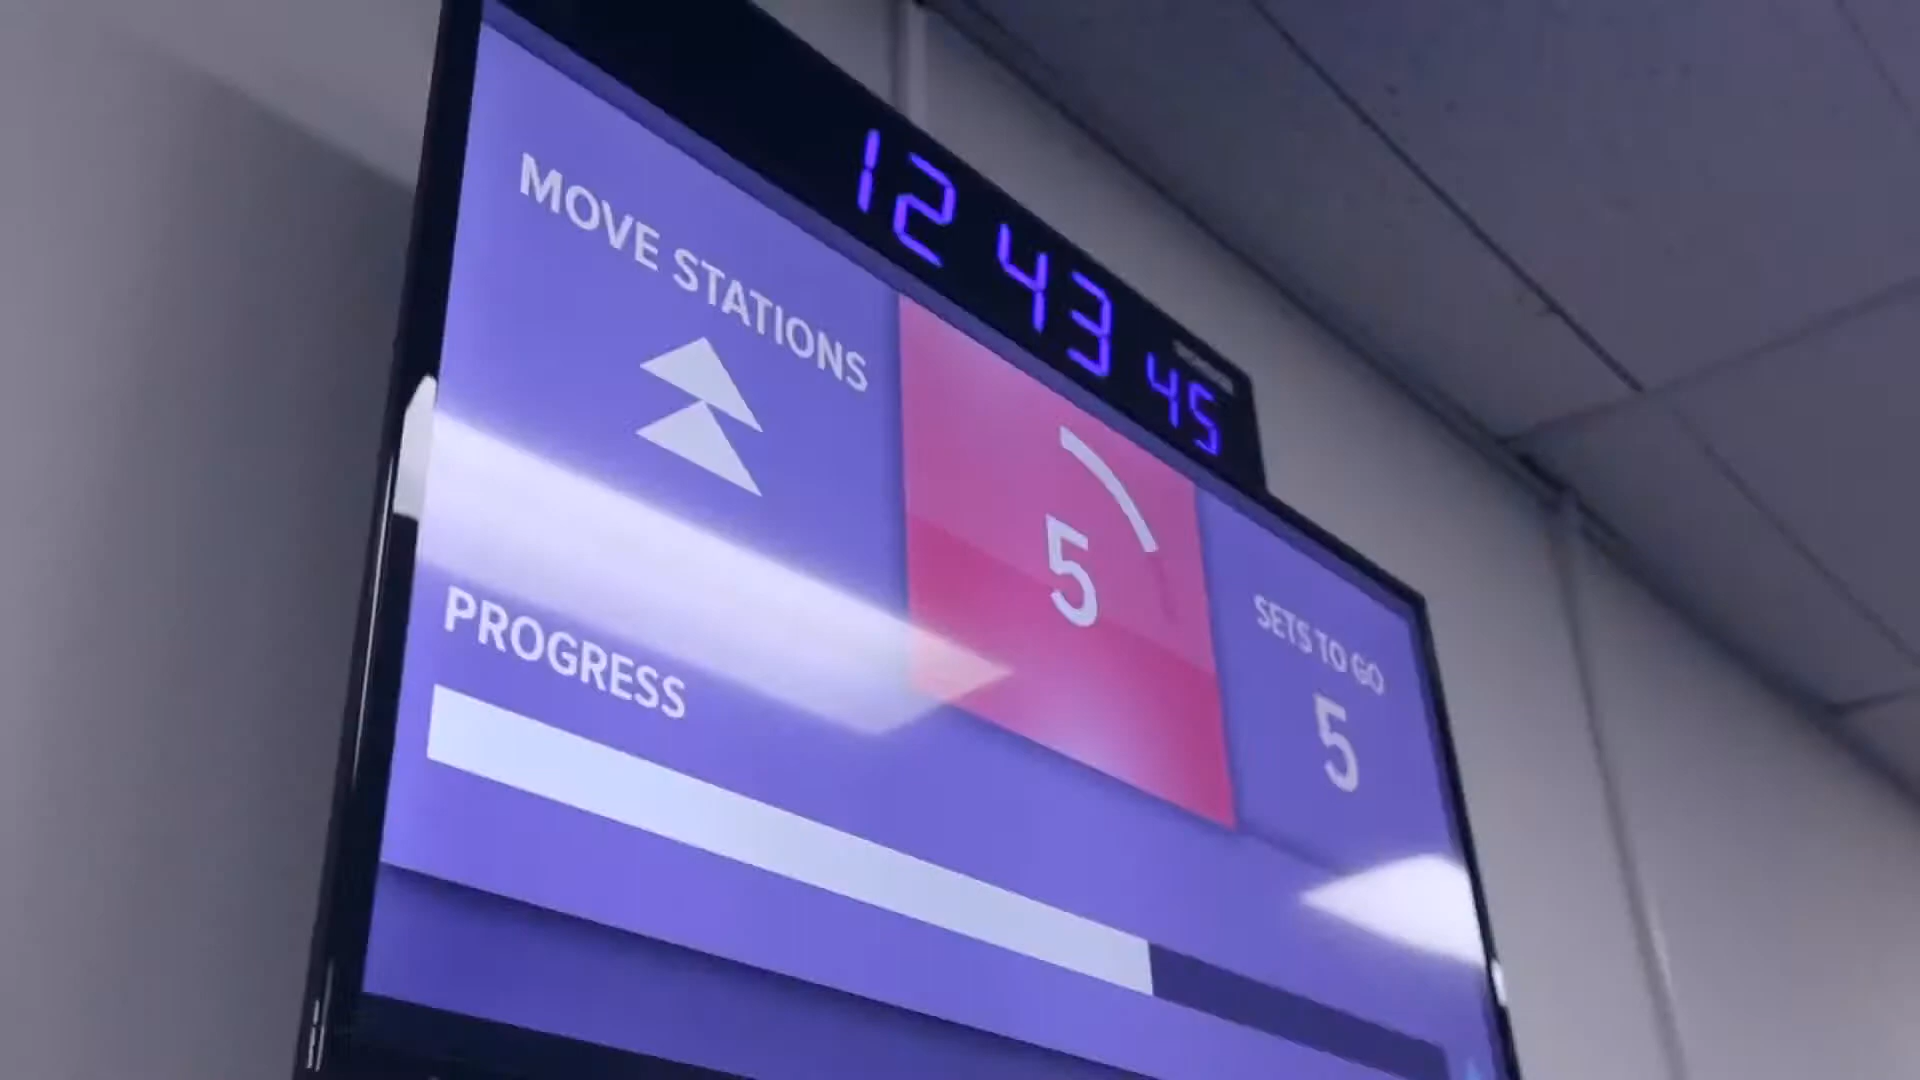 12 43 45
MOVE STATIONS
5
SETS TO GO
5
PROGRESS